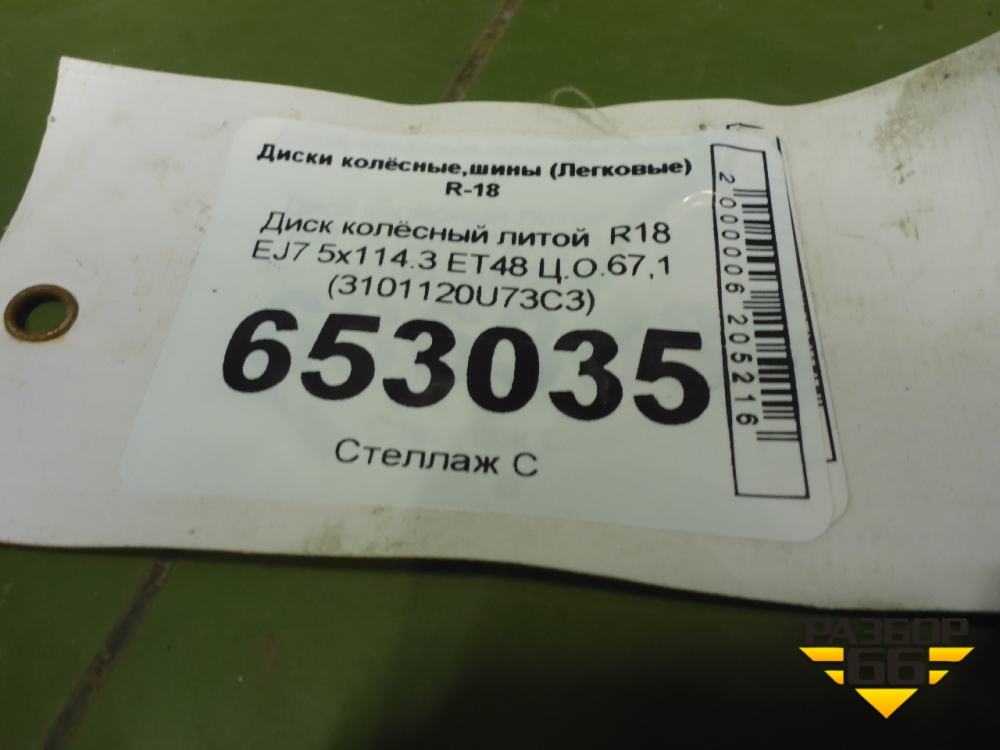 Диски колёсные,шины (Легковые)
R-18
Диск колёсный литой R18
EJ7 5x114.3 ET48 Ц.О.67,1
(3101120U73C3)
653035
Стеллаж С
2000006205216
РАЗБОР
66